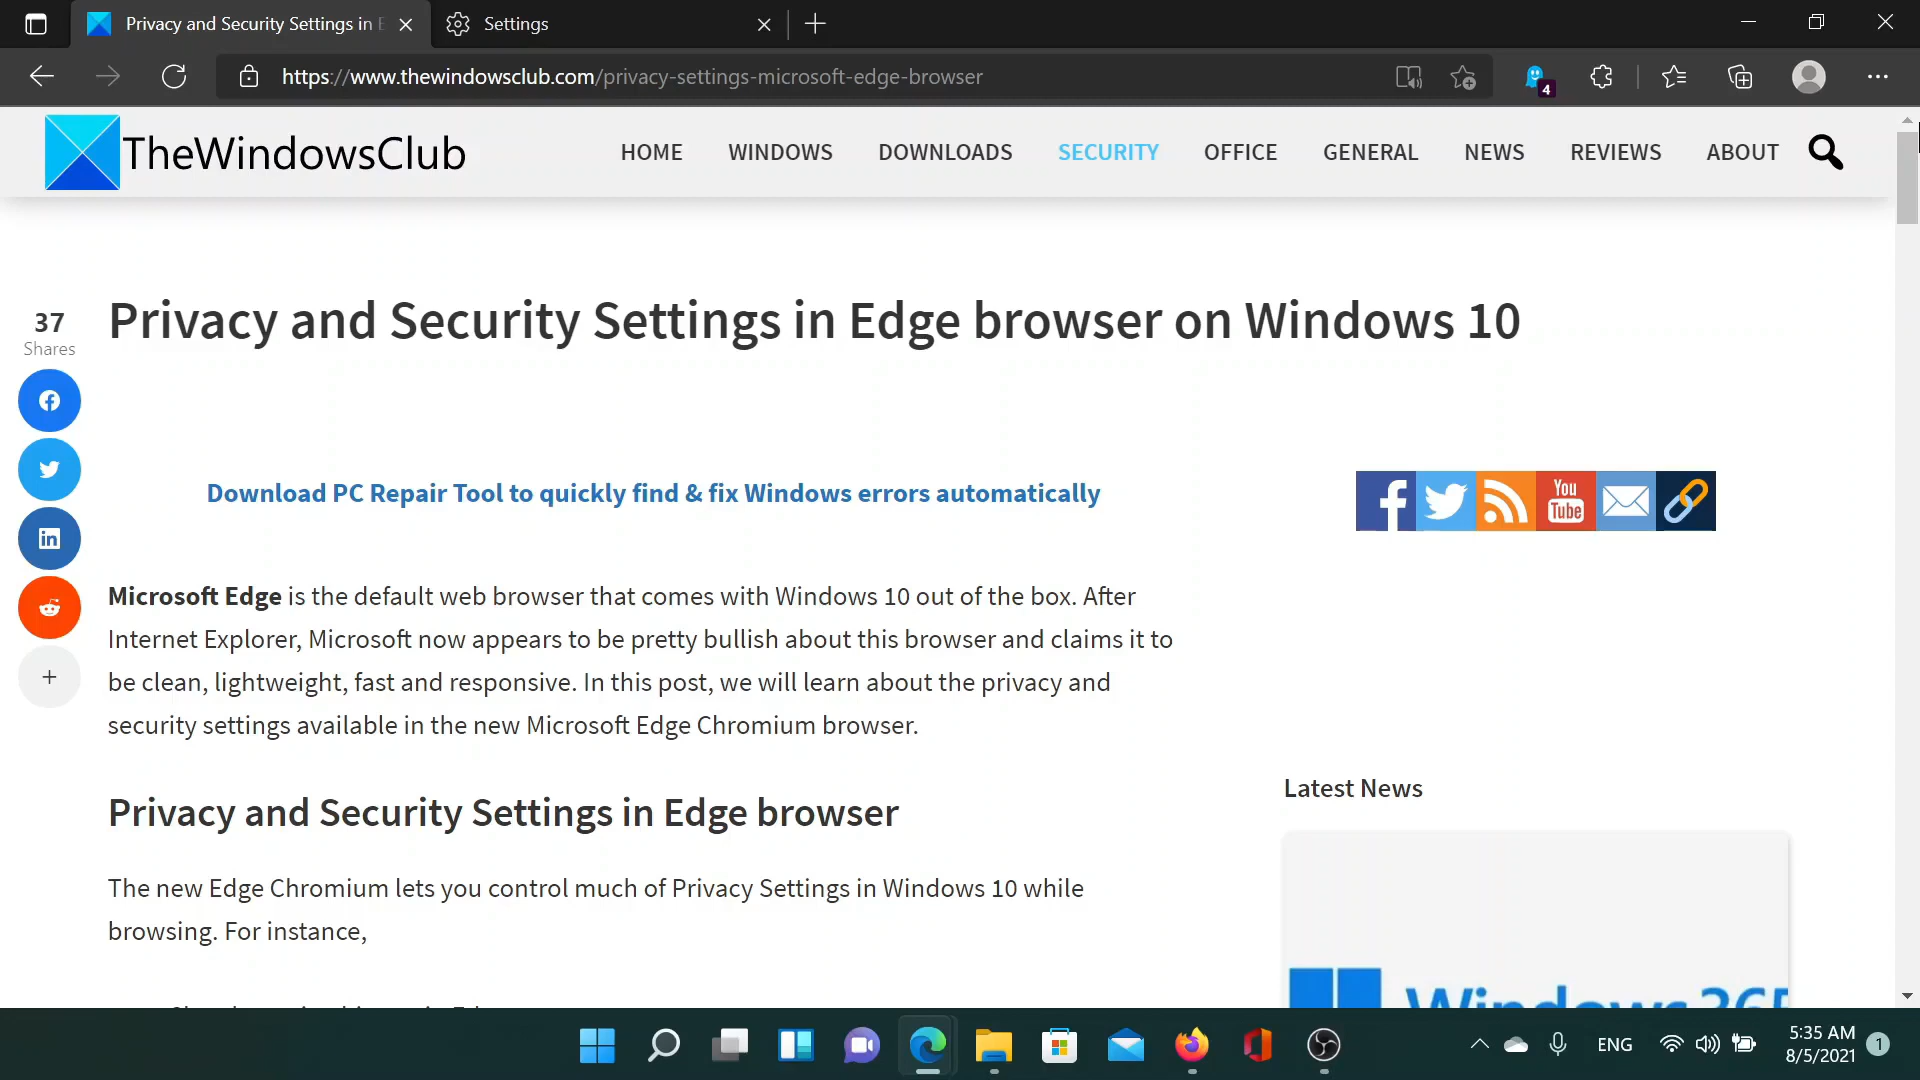 Privacy and Security Settings in
Settings
https://www.thewindowsclub.com/privacy-settings-microsoft-edge-browser
4
TheWindowsClub
HOME WINDOWS DOWNLOADS SECURITY OFFICE GENERAL NEWS REVIEWS ABOUT
Privacy and Security Settings in Edge browser on Windows 10
37
Shares
Download PC Repair Tool to quickly find & fix Windows errors automatically
You
Tube
Microsoft Edge is the default web browser that comes with Windows 10 out of the box. After
Internet Explorer, Microsoft now appears to be pretty bullish about this browser and claims it to
be clean, lightweight, fast and responsive. In this post, we will learn about the privacy and
security settings available in the new Microsoft Edge Chromium browser.
Latest News
Privacy and Security Settings in Edge browser
The new Edge Chromium lets you control much of Privacy Settings in Windows 10 while
browsing. For instance,
Windows 365
ENG
5:35 AM
8/5/2021
1